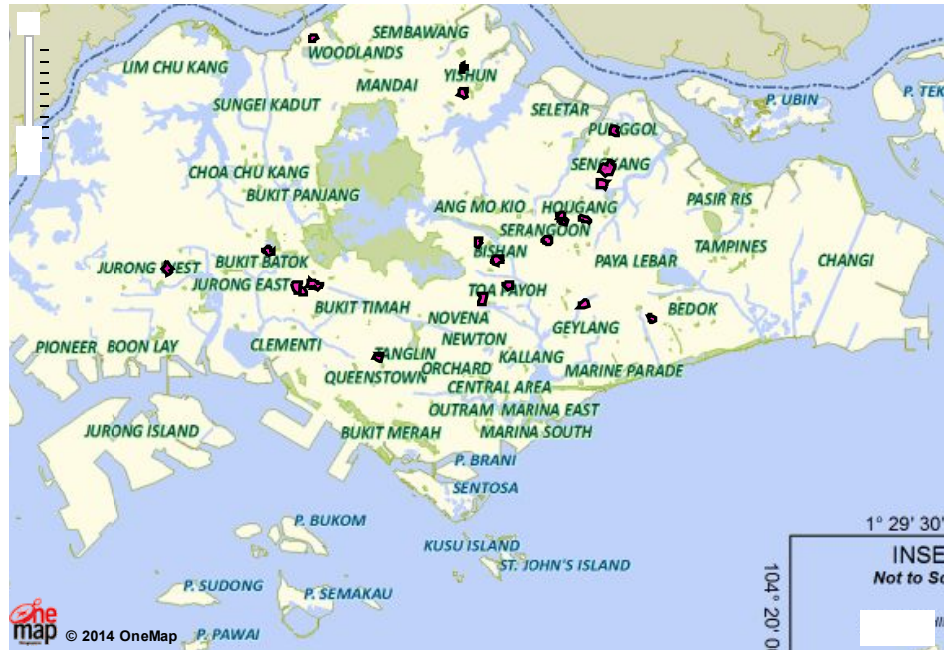 SEMBAWANG
WOODLANDS
LIM CHU KANG
YISHUN
MANDAI
SUNGEI KADUT
SELETAR
P. UBIN
P. TEK
PUNGGOL
SENGKANG
CHOA CHU KANG
BUKIT PANJANG
ANG MO KIO
HOUGANG
PASIR RIS
SERANGOON
BISHAN
TAMPINES
JURONG WEST
BUKIT BATOK
PAYA LEBAR
CHANGI
JURONG EAST
TOA PAYOH
BUKIT TIMAH
NOVENA
GEYLANG
BEDOK
PIONEER
BOON LAY
CLEMENTI
NEWTON
TANGLIN
KALLANG
ORCHARD
QUEENSTOWN
MARINE PARADE
CENTRAL AREA
OUTRAM
MARINA EAST
JURONG ISLAND
BUKIT MERAH
MARINA SOUTH
P. BRANI
SENTOSA
P. BUKOM
KUSU ISLAND
ST. JOHN'S ISLAND
P. SUDONG
P. SEMAKAU
P. PAWAI
1° 29' 30'
INSE
Not to Sc
104° 20' 0
One
map
© 2014 OneMap